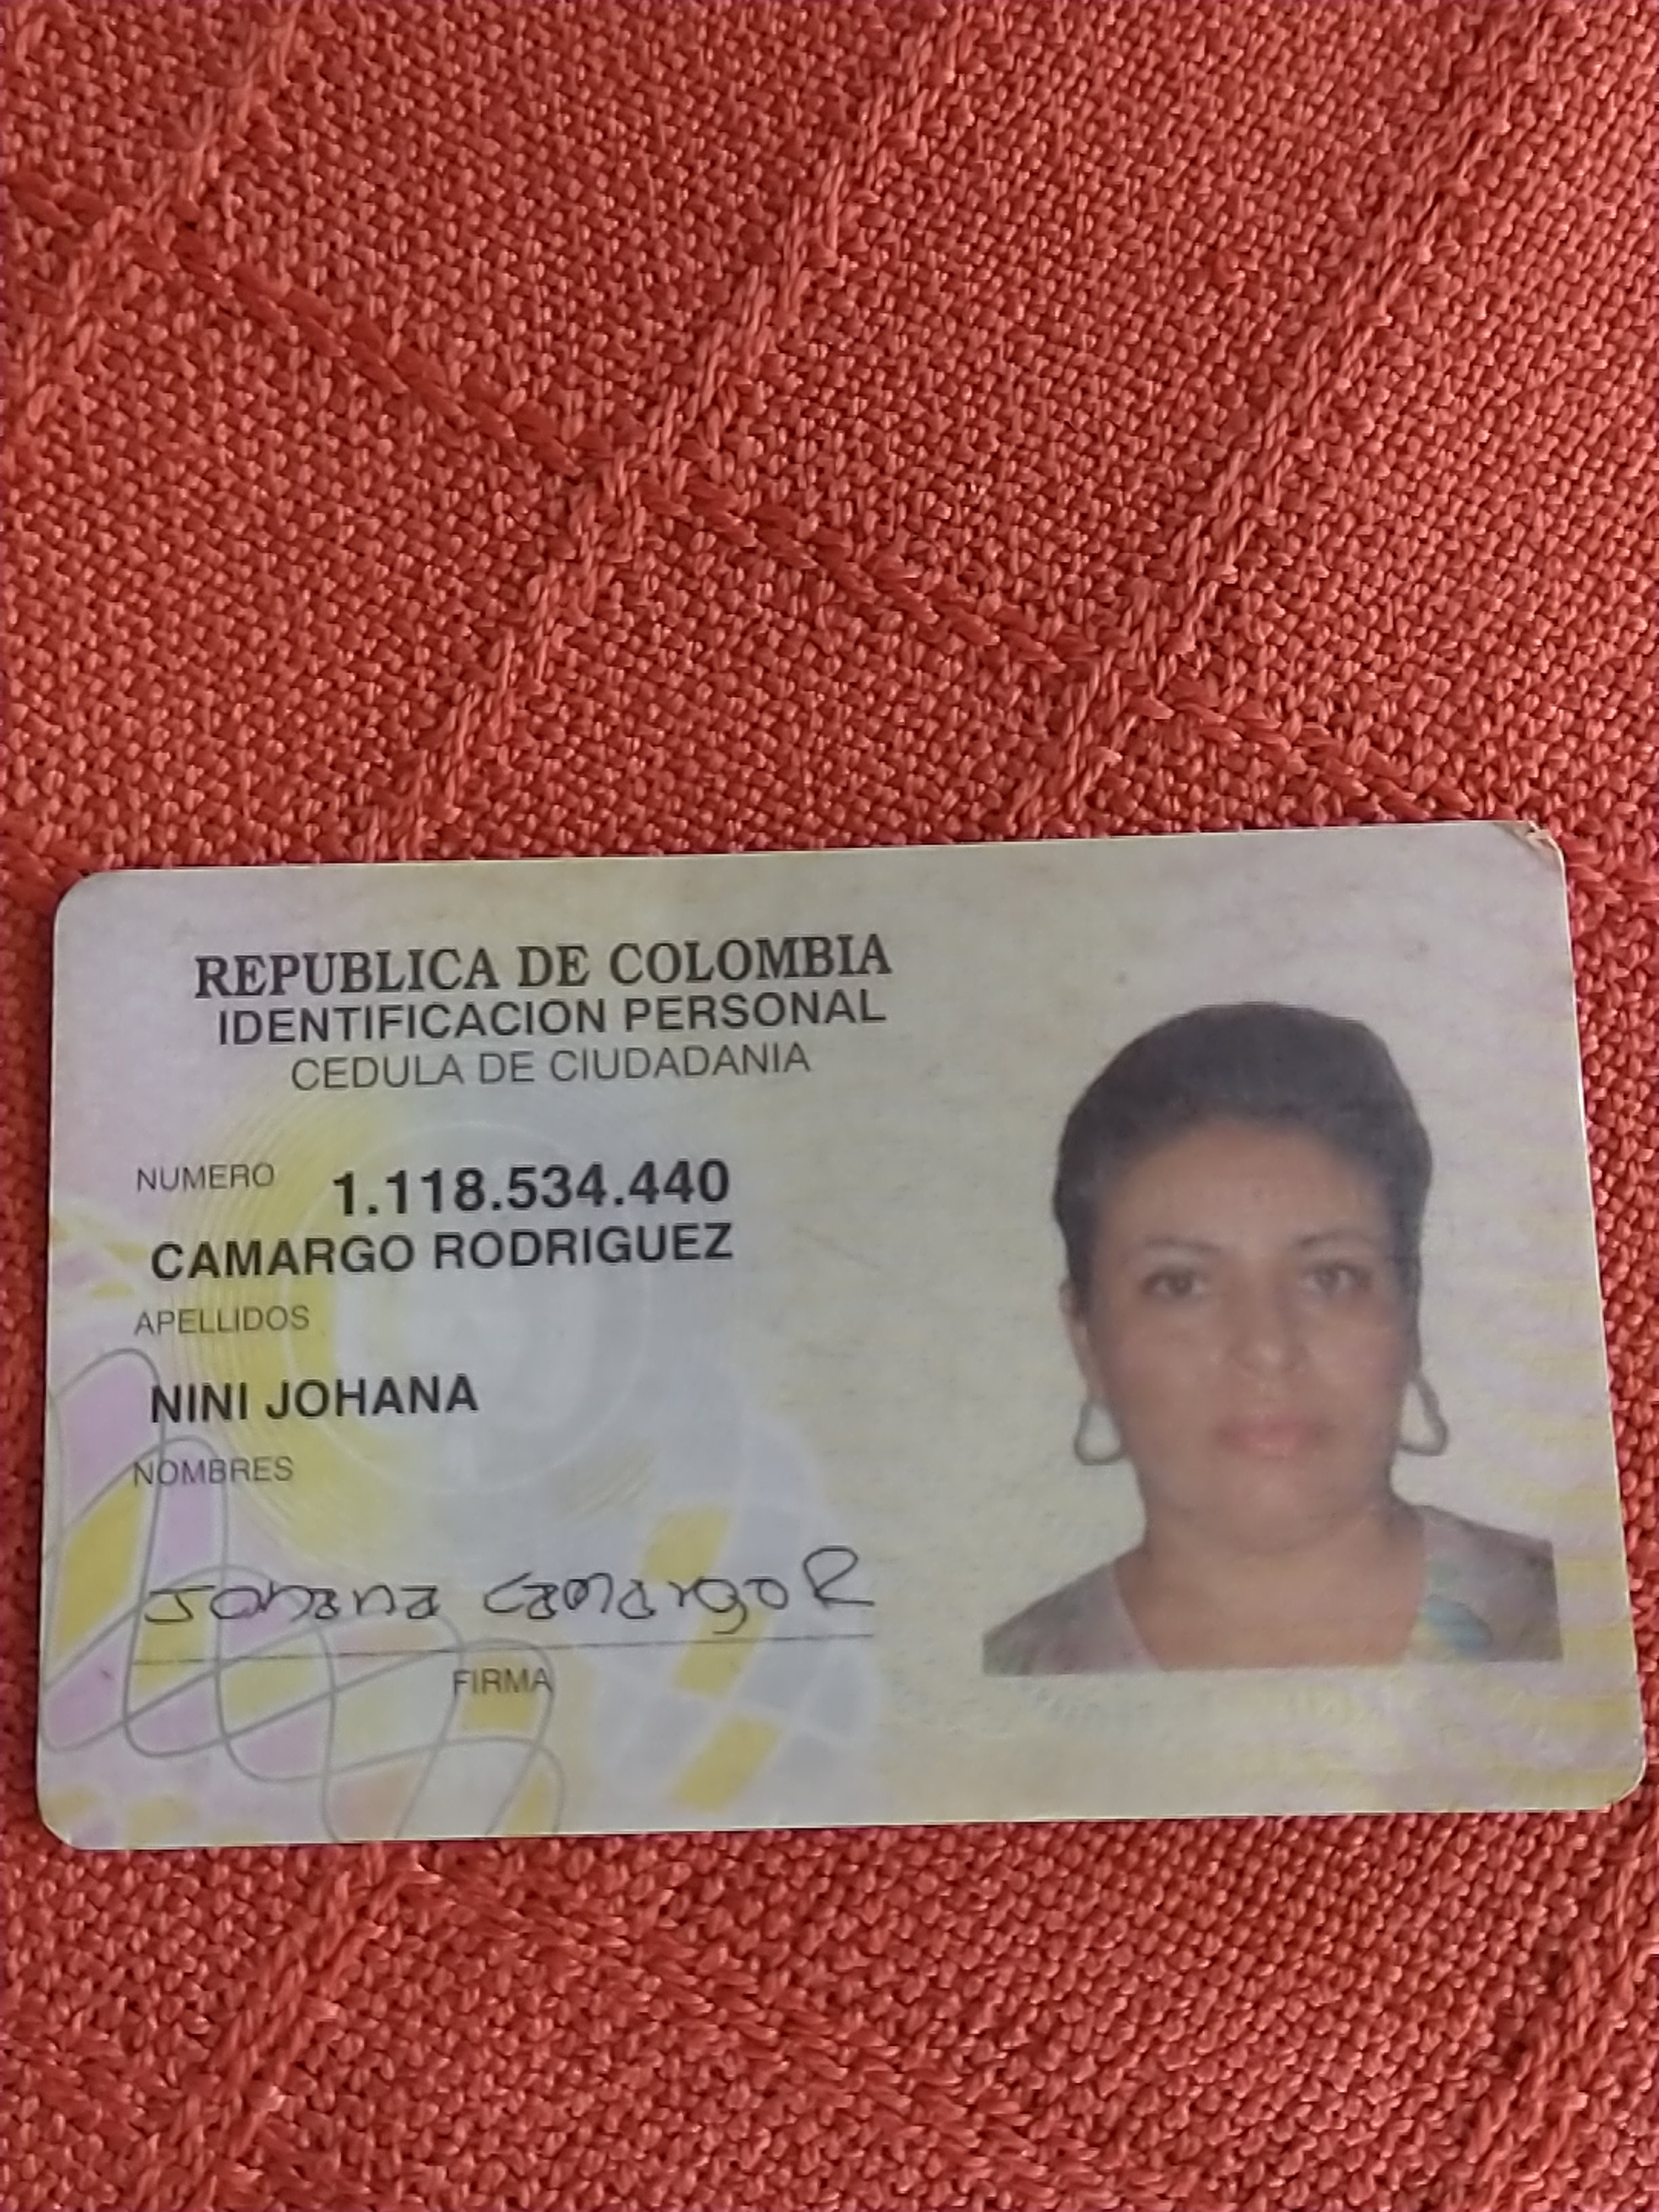 REPUBLICA DE COLOMBIA
IDENTIFICACION PERSONAL
CEDULA DE CIUDADANIA
NUMERO 1.118.534.440
CAMARGO RODRIGUEZ
APELLIDOS
NINI JOHANA
NOMBRES
Johana Camargo R
FIRMA